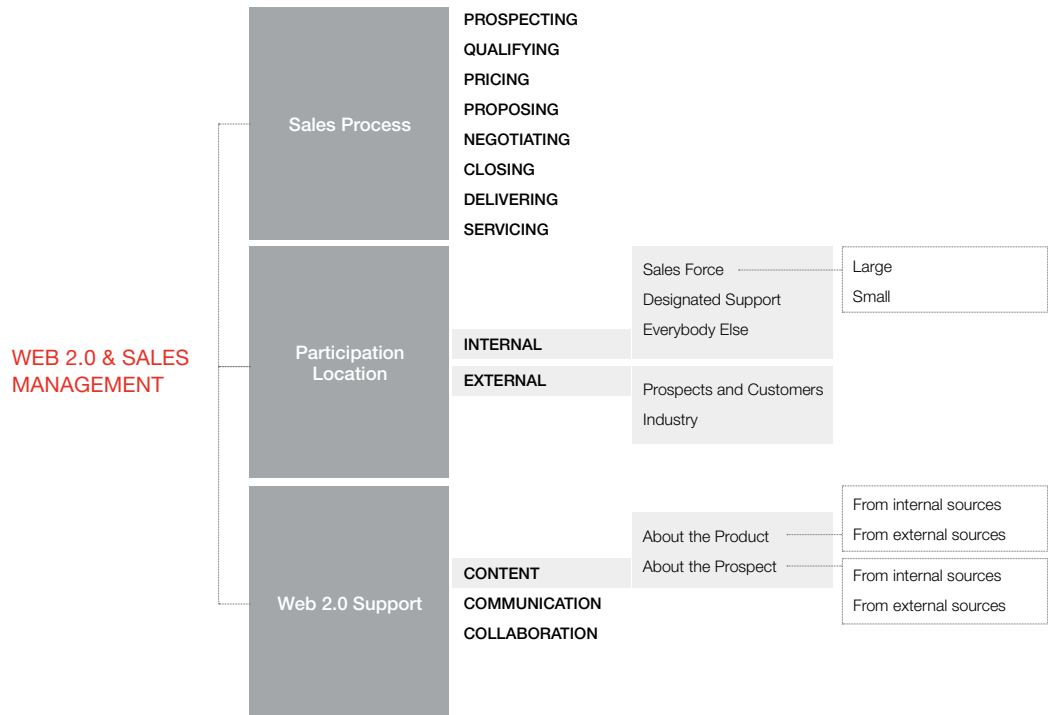 WEB 2.0 & SALES
MANAGEMENT
Sales Process
PROSPECTING
QUALIFYING
PRICING
PROPOSING
NEGOTIATING
CLOSING
DELIVERING
SERVICING
Participation
Location
INTERNAL
Sales Force
Designated Support
Everybody Else
Large
Small
EXTERNAL
Prospects and Customers
Industry
Web 2.0 Support
CONTENT
About the Product
From internal sources
From external sources
About the Prospect
From internal sources
From external sources
COMMUNICATION
COLLABORATION